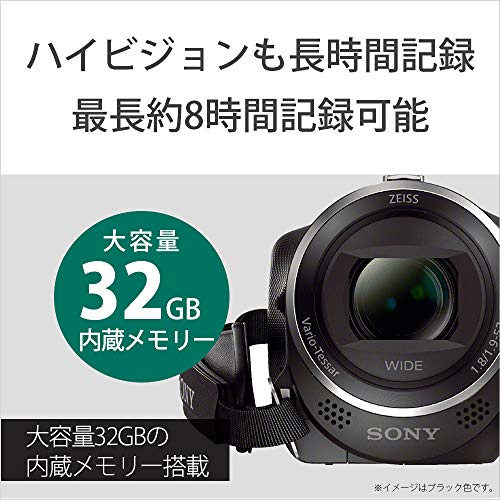 ハイビジョンも長時間記録
最長約8時間記録可能
大容量
32GB
内蔵メモリー
ZEISS
Vario-Tessar
WIDE
SONY
SONY
大容量32GBの
内蔵メモリー搭載
※イメージはブラック色です。